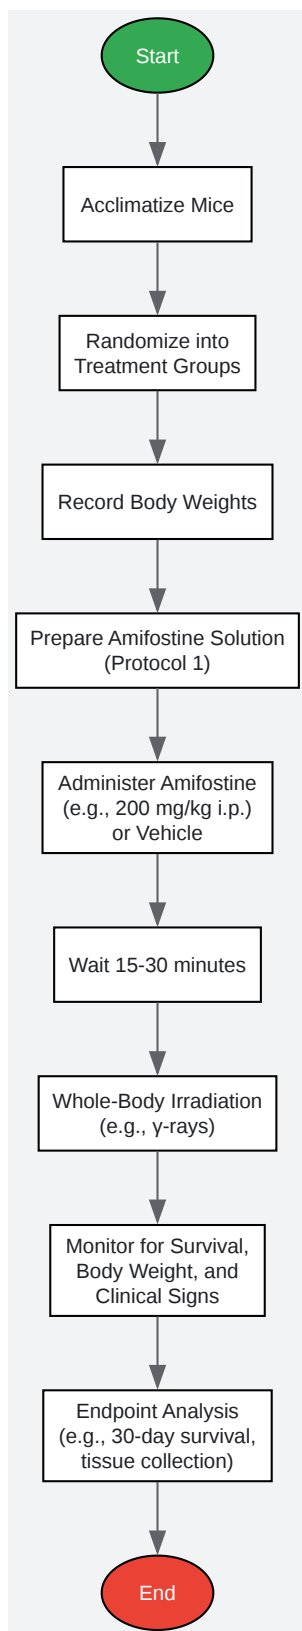 Start
Acclimatize Mice
Randomize into
Treatment Groups
Record Body Weights
Prepare Amifostine Solution
(Protocol 1)
Administer Amifostine
(e.g., 200 mg/kg i.p.)
or Vehicle
Wait 15-30 minutes
Whole-Body Irradiation
(e.g., γ-rays)
Monitor for Survival,
Body Weight, and
Clinical Signs
Endpoint Analysis
(e.g., 30-day survival,
tissue collection)
End